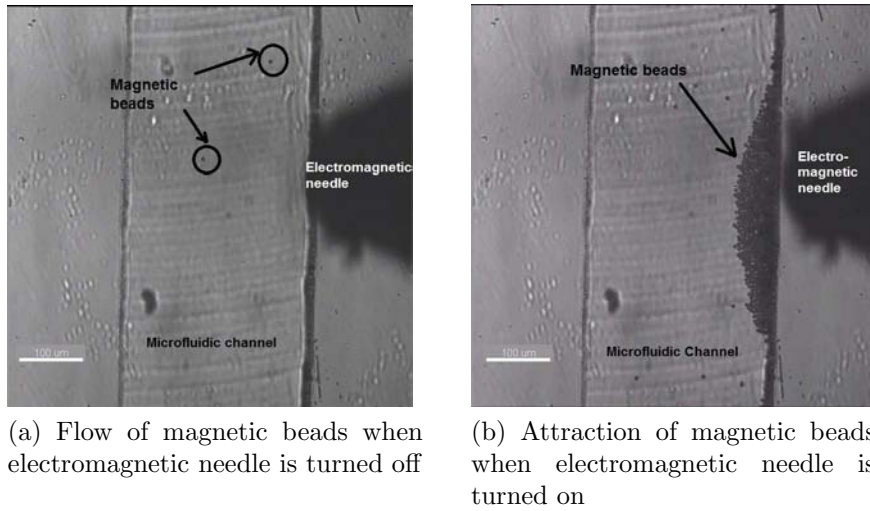 Magnetic
beads
Electromagnetic
needle
Microfluidic channel
100 um
(a) Flow of magnetic beads when
electromagnetic needle is turned off
Magnetic beads
Electro-
magnetic
needle
Microfluidic Channel
100 um
(b) Attraction of magnetic beads
when electromagnetic needle is
turned on